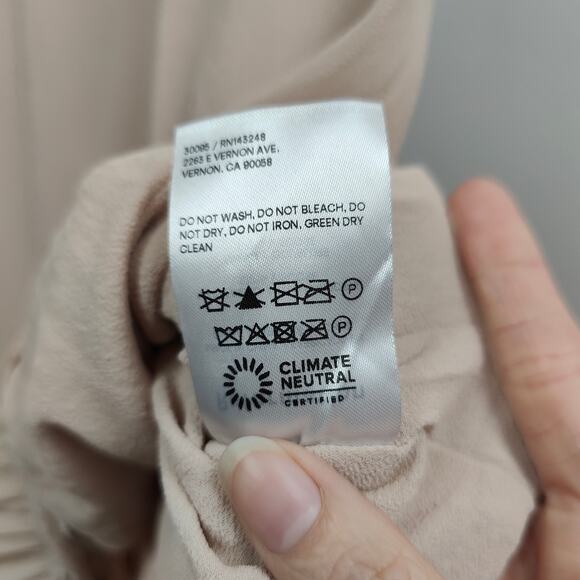 30095 / RN143248
2263 E VERNON AVE,
VERNON, CA 90058
DO NOT WASH, DO NOT BLEACH, DO
NOT DRY, DO NOT IRON, GREEN DRY
CLEAN
P
P
CLIMATE
NEUTRAL
CERTIFIED